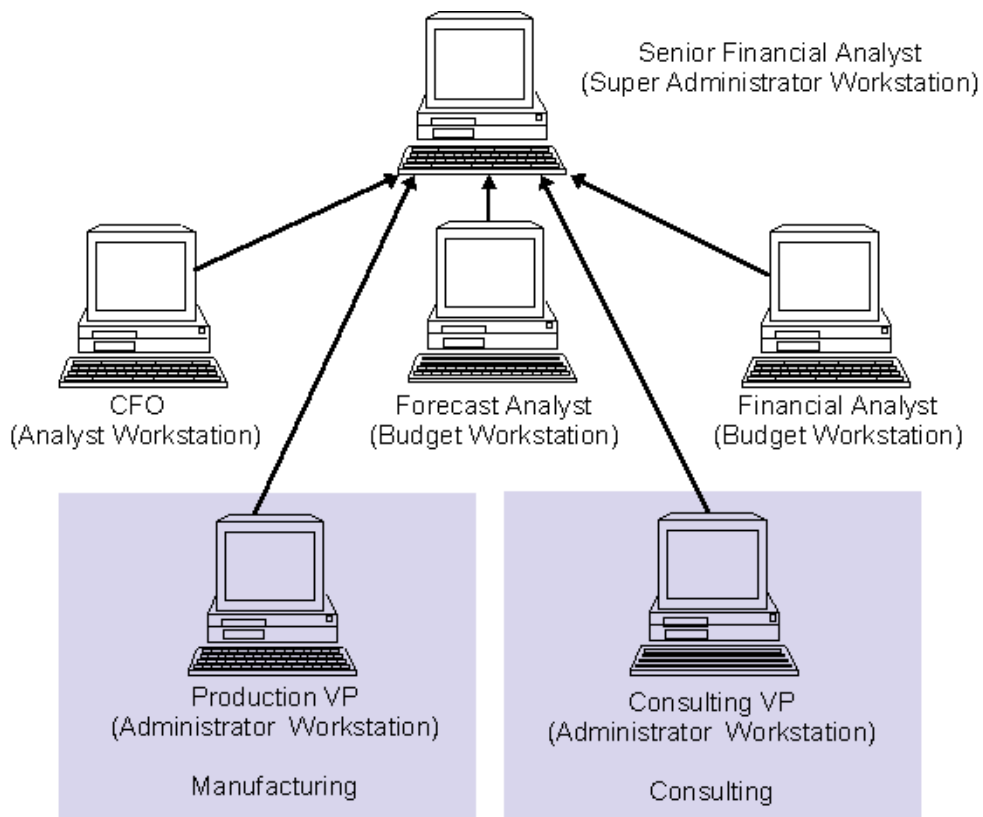 Senior Financial Analyst
(Super Administrator Workstation)
CFO
(Analyst Workstation)
Forecast Analyst
(Budget Workstation)
Financial Analyst
(Budget Workstation)
Production VP
(Administrator Workstation)
Manufacturing
Consulting VP
(Administrator Workstation)
Consulting